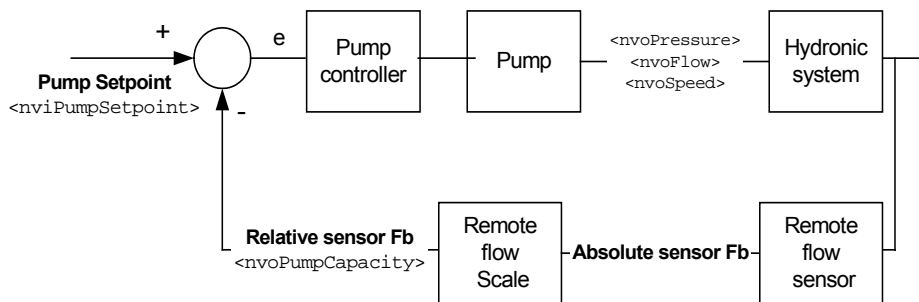 +
e
Pump
controller
Pump
<nvoPressure>
<nvoFlow>
<nvoSpeed>
Hydronic
system
Pump Setpoint
<nviPumpSetpoint>
-
Relative sensor Fb
<nvoPumpCapacity>
Remote
flow
Scale
Absolute sensor Fb
Remote
flow
sensor